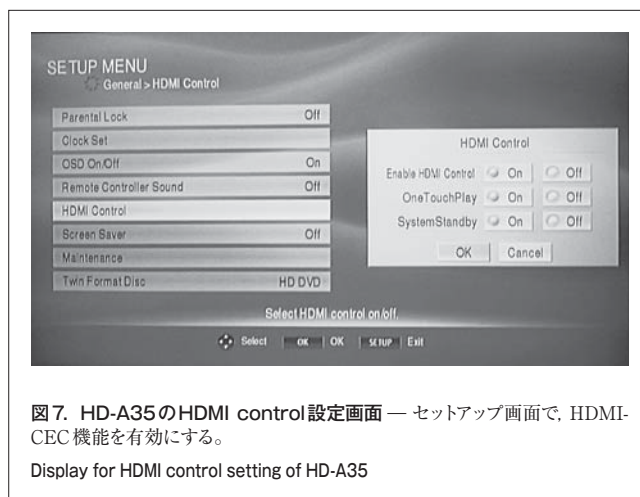 SETUP MENU
General > HDMI Control
Parental Lock Off
Clock Set
OSD On/Off On
Remote Controller Sound Off
HDMI Control
Screen Saver Off
Maintenance
Twin Format Disc HD DVD
HDMI Control
Enable HDMI Control On Off
OneTouchPlay On Off
SystemStandby On Off
OK Cancel
Select HDMI control on/off.
Select OK OK SETUP Exit
図7. HD-A35のHDMI control設定画面 — セットアップ画面で, HDMI-
CEC機能を有効にする。
Display for HDMI control setting of HD-A35